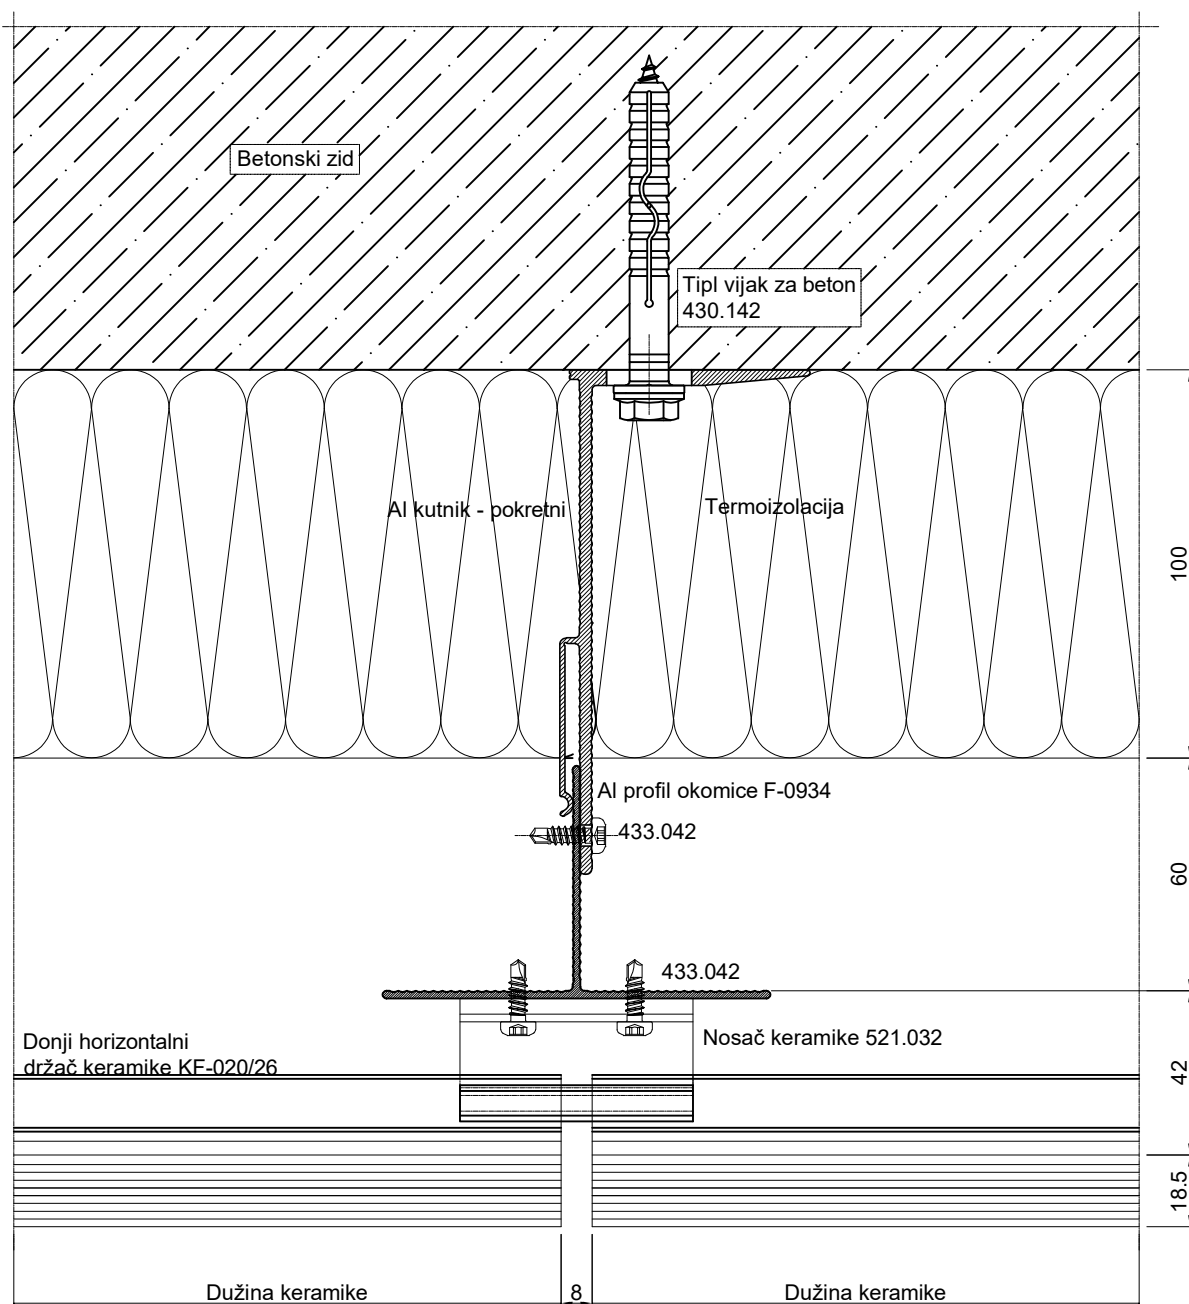 Betonski zid
Tipl vijak za beton
430.142
Al kutnik - pokretni
Termoizolacija
100
Al profil okomice F-0934
433.042
60
433.042
Donji horizontalni
držač keramike KF-020/26
Nosač keramike 521.032
42
18.5
Dužina keramike
8
Dužina keramike